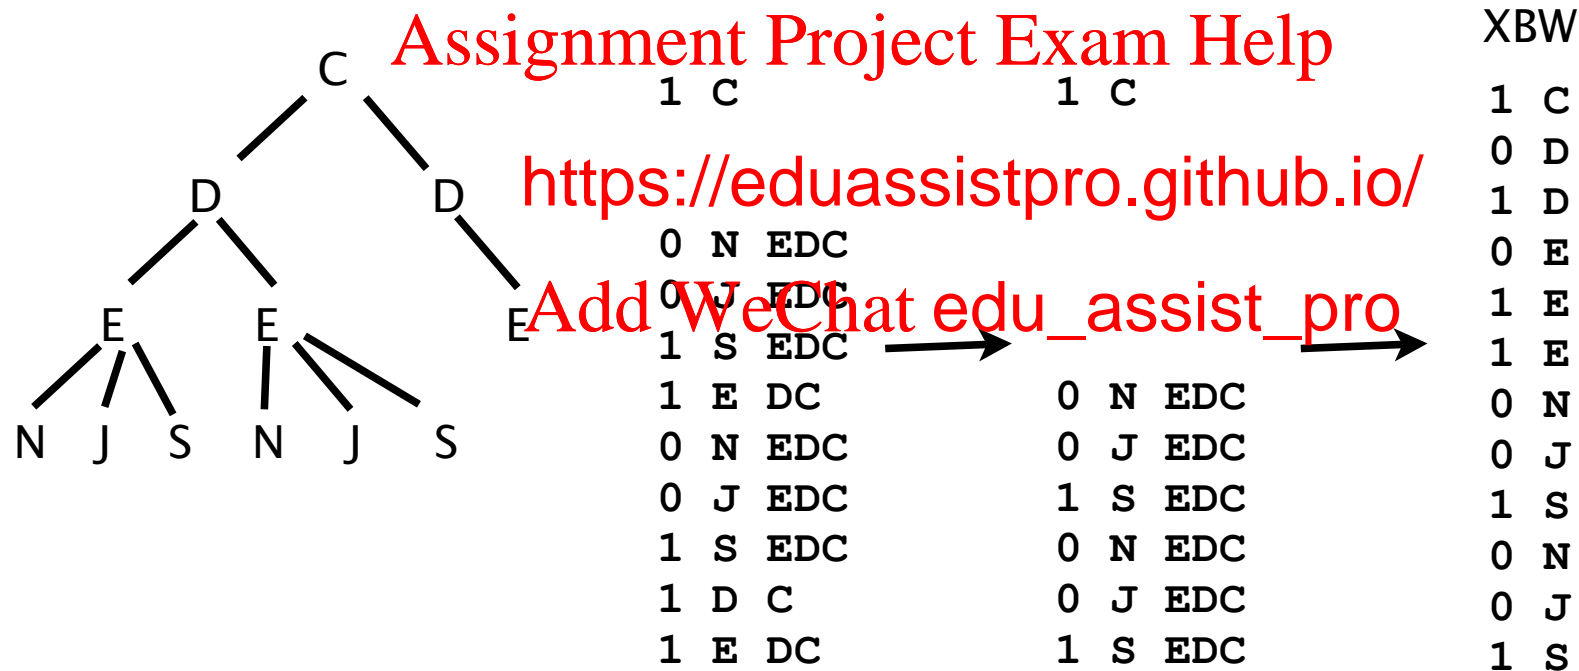 XBW
Assignment Project Exam Help
C
1 C
1 C
1 C
0 D
https://eduassistpro.github.io/
D D
1 D
0 N EDC
0 E
Add WeChat edu_assist_pro
0 J EDC
1 E
E E E
1 S EDC
1 E
1 E DC
0 N EDC
0 N
N J S N J S
0 N EDC
0 J EDC
0 J
0 J EDC
1 S EDC
1 S
1 S EDC
0 N EDC
0 N
1 D C
0 J EDC
0 J
1 E DC
1 S EDC
1 S